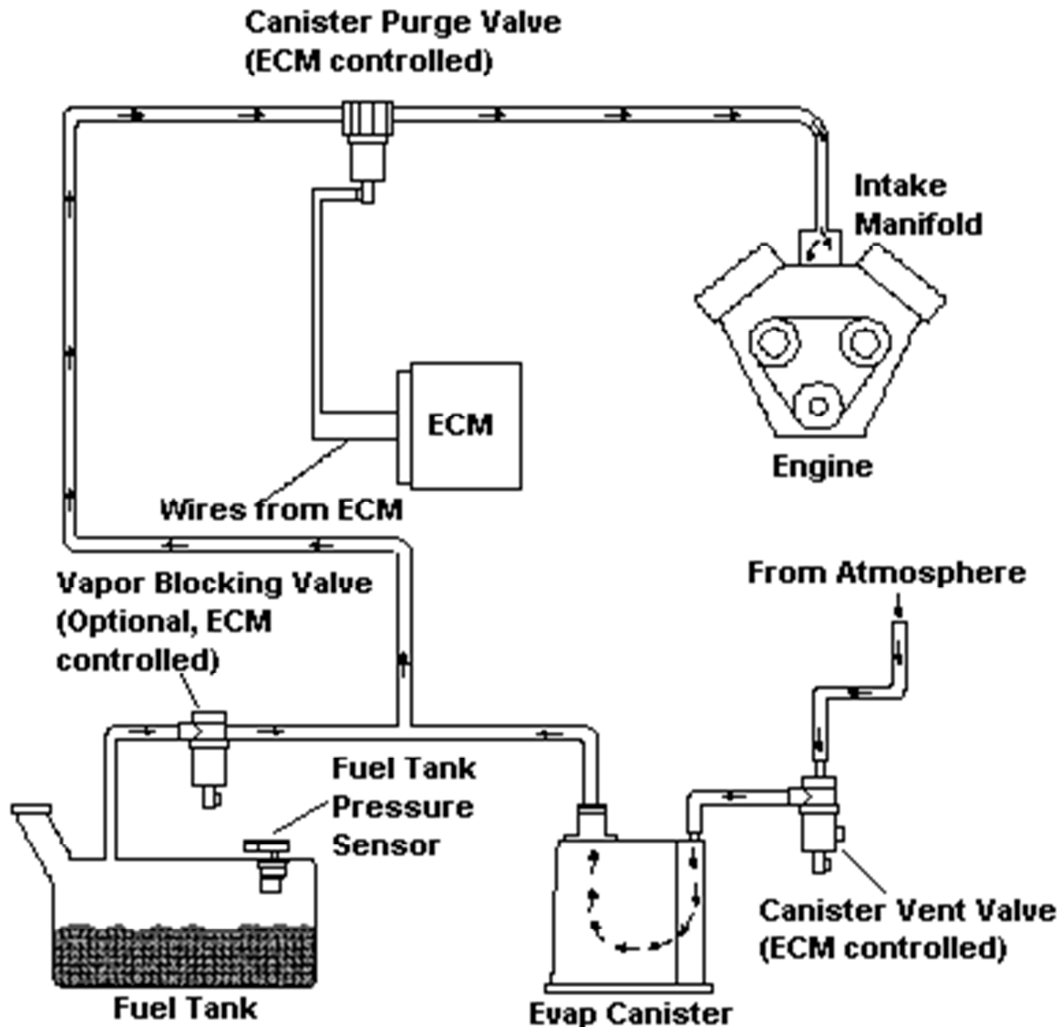 Canister Purge Valve
(ECM controlled)
Intake
Manifold
ECM
Engine
Wires from ECM
Vapor Blocking Valve
(Optional, ECM
controlled)
From Atmosphere
Fuel Tank
Pressure
Sensor
Canister Vent Valve
(ECM controlled)
Fuel Tank
Evap Canister